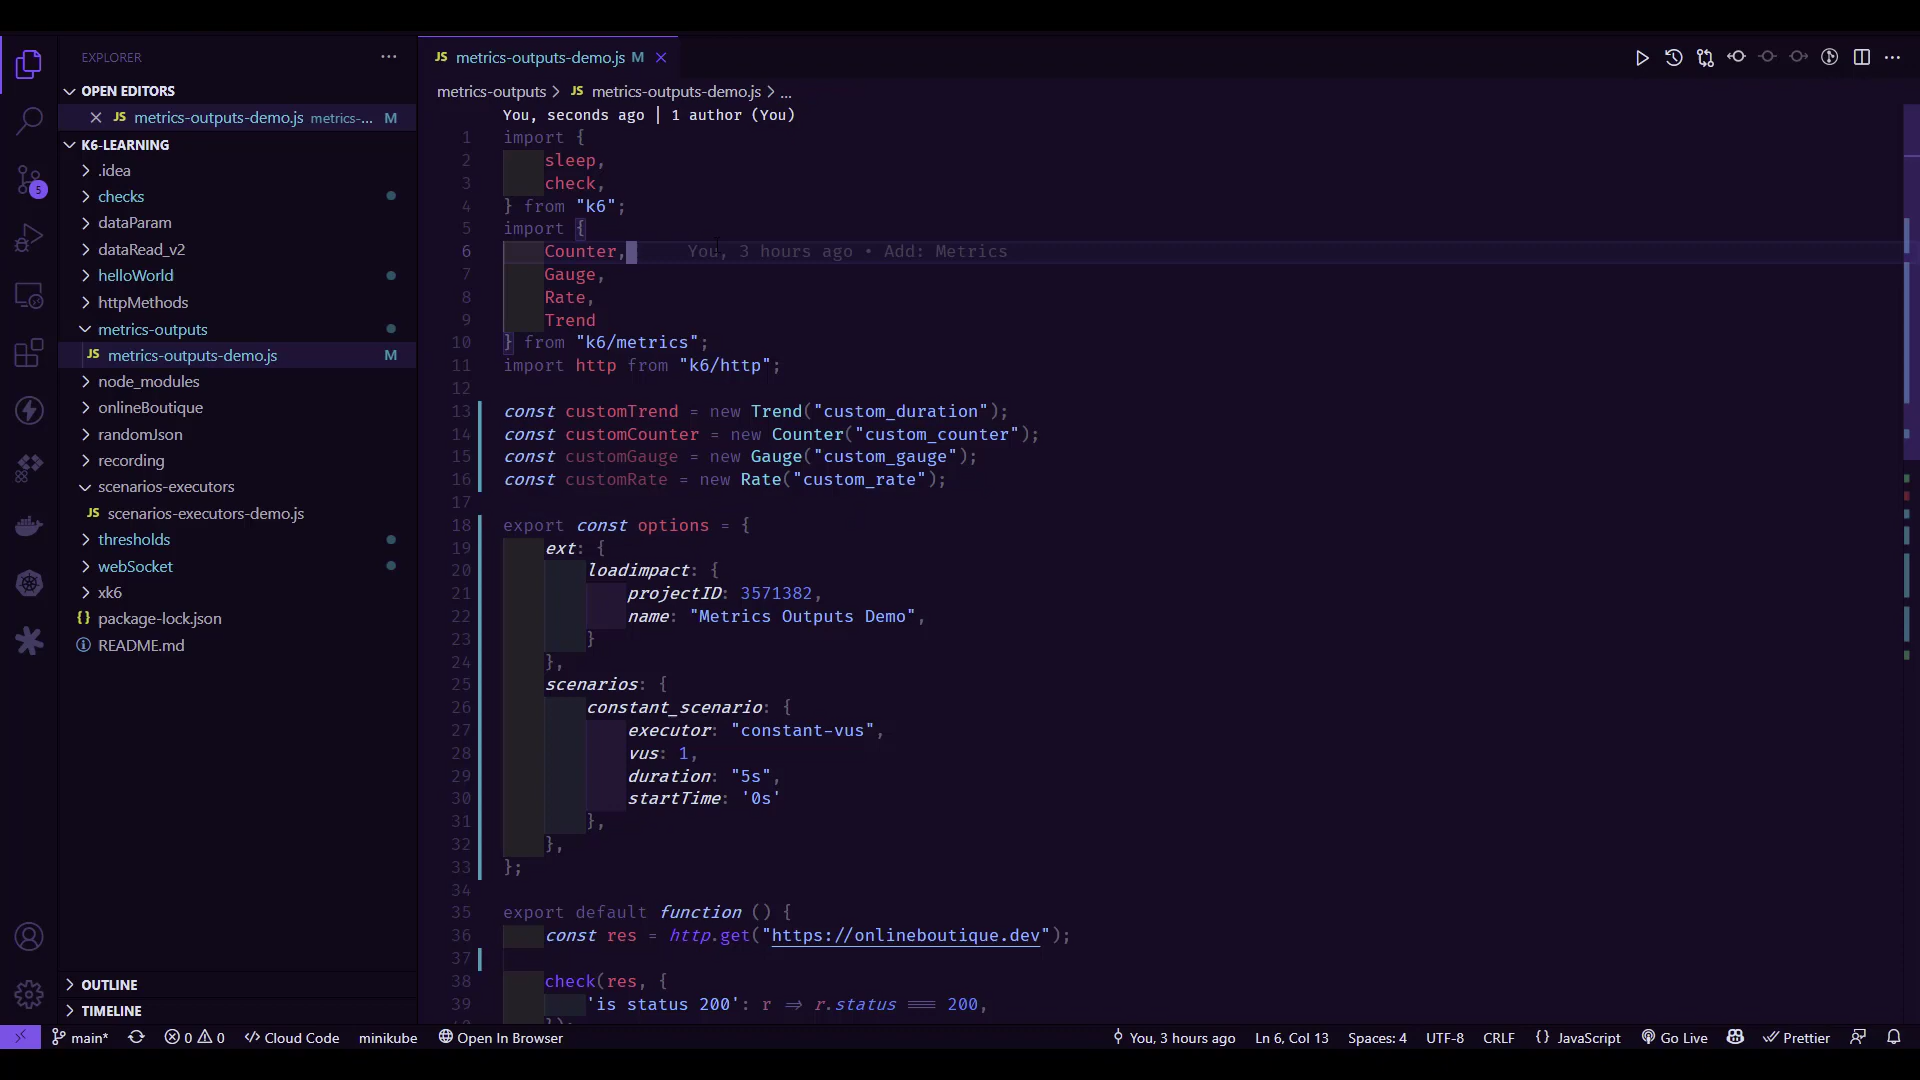 EXPLORER
OPEN EDITORS
metrics-outputs-demo.js metrics-... M
K6-LEARNING
.idea
checks
dataParam
dataRead_v2
helloWorld
httpMethods
metrics-outputs
JS metrics-outputs-demo.js M
node_modules
onlineBoutique
randomJson
recording
scenarios-executors
JS scenarios-executors-demo.js
thresholds
webSocket
xk6
{} package-lock.json
README.md
OUTLINE
TIMELINE
5
JS metrics-outputs-demo.js M
metrics-outputs > JS metrics-outputs-demo.js > ...
You, seconds ago | 1 author (You)
1 import {
2 sleep,
3 check,
4 } from "k6";
5 import {
6 Counter, You, 3 hours ago • Add: Metrics
7 Gauge,
8 Rate,
9 Trend
10 } from "k6/metrics";
11 import http from "k6/http";
12
13 const customTrend = new Trend("custom_duration");
14 const customCounter = new Counter("custom_counter");
15 const customGauge = new Gauge("custom_gauge");
16 const customRate = new Rate("custom_rate");
17
18 export const options = {
19 ext: {
20 loadimpact: {
21 projectID: 3571382,
22 name: "Metrics Outputs Demo",
23 }
24 },
25 scenarios: {
26 constant_scenario: {
27 executor: "constant-vus",
28 vus: 1,
29 duration: "5s",
30 startTime: '0s'
31 },
32 },
33 };
34
35 export default function () {
36 const res = http.get("https://onlineboutique.dev");
37
38 check(res, {
39 'is status 200': r => r.status === 200,
main* 0 0 Cloud Code minikube Open In Browser You, 3 hours ago Ln 6, Col 13 Spaces: 4 UTF-8 CRLF {} JavaScript Go Live Prettier